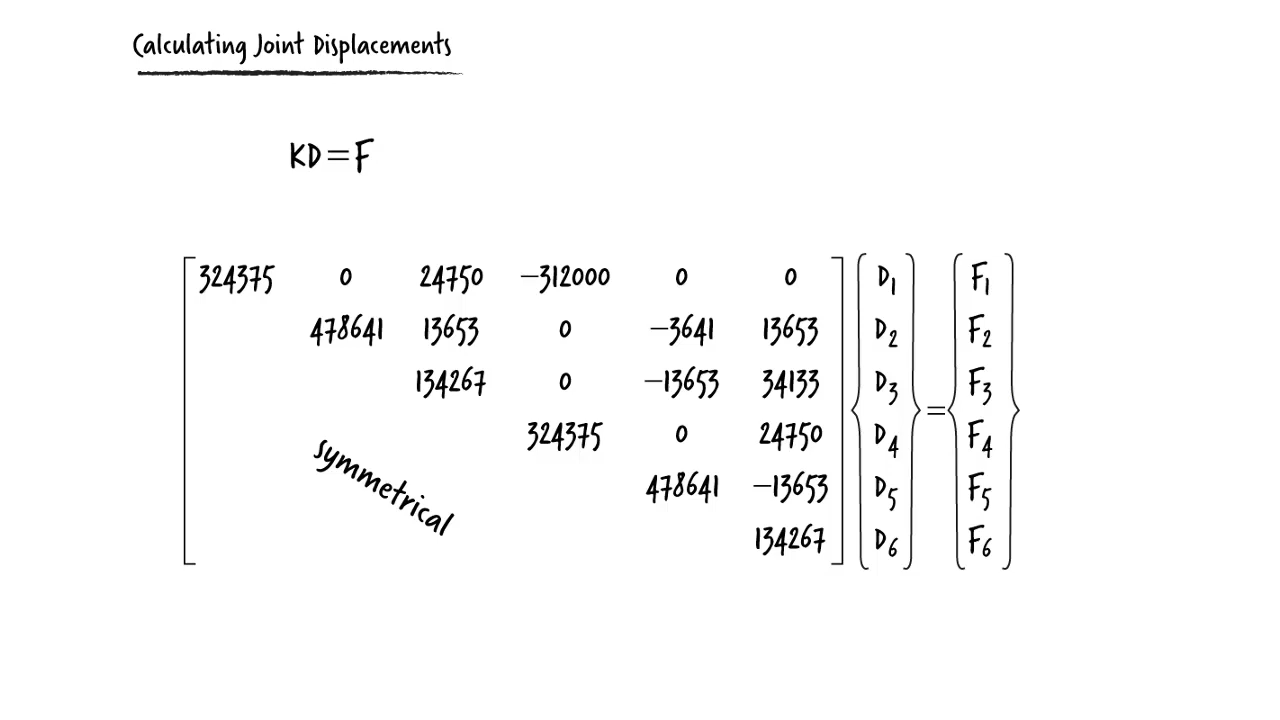 Calculating Joint Displacements
KD=F
324375 0 24750 −312000 0 0 D1 F1
478641 13653 0 −3641 13653 D2 F2
134267 0 −13653 34133 D3 F3
=
324375 0 24750 D4 F4
symmetrical
478641 −13653 D5 F5
134267 D6 F6